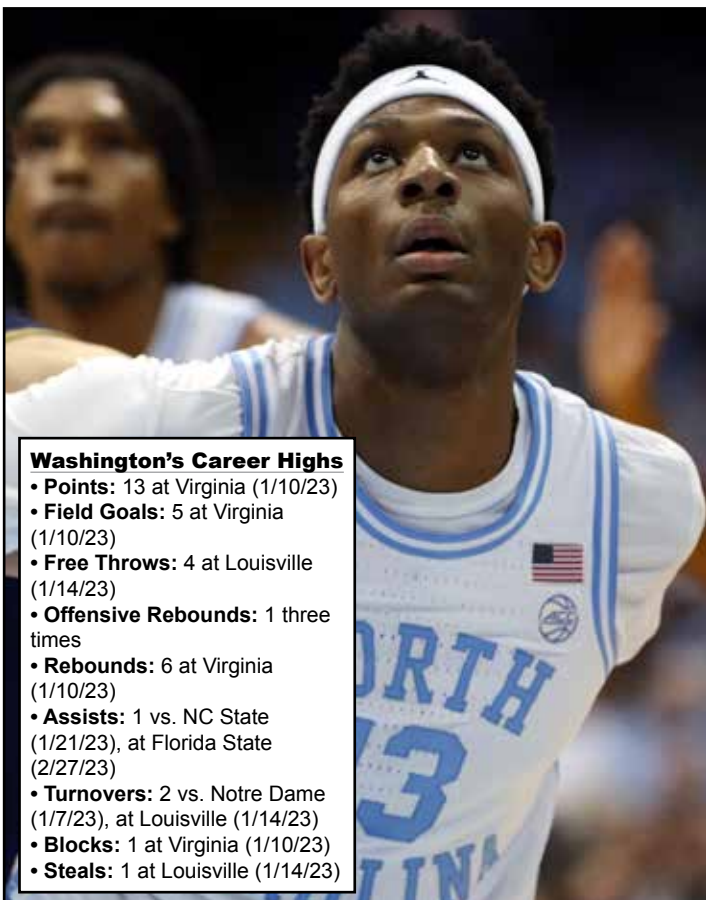 Washington's Career Highs
• Points: 13 at Virginia (1/10/23)
• Field Goals: 5 at Virginia
(1/10/23)
• Free Throws: 4 at Louisville
(1/14/23)
• Offensive Rebounds: 1 three
times
• Rebounds: 6 at Virginia
(1/10/23)
• Assists: 1 vs. NC State
(1/21/23), at Florida State
(2/27/23)
• Turnovers: 2 vs. Notre Dame
(1/7/23), at Louisville (1/14/23)
• Blocks: 1 at Virginia (1/10/23)
• Steals: 1 at Louisville (1/14/23)
ORTH
13
LINA